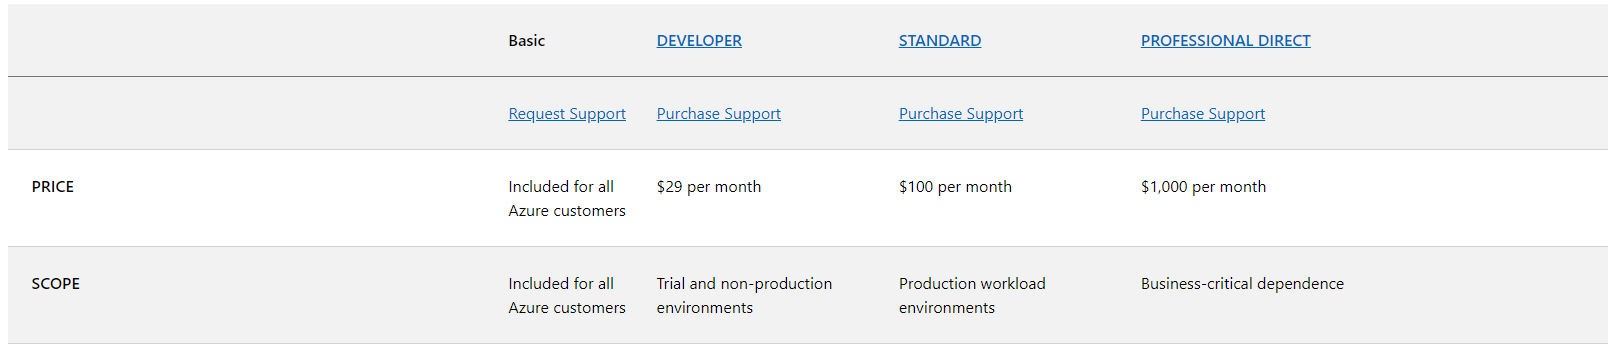 Basic DEVELOPER STANDARD PROFESSIONAL DIRECT
Request Support Purchase Support Purchase Support Purchase Support
PRICE Included for all $29 per month $100 per month $1,000 per month
Azure customers
SCOPE Included for all Trial and non-production Production workload Business-critical dependence
Azure customers environments environments